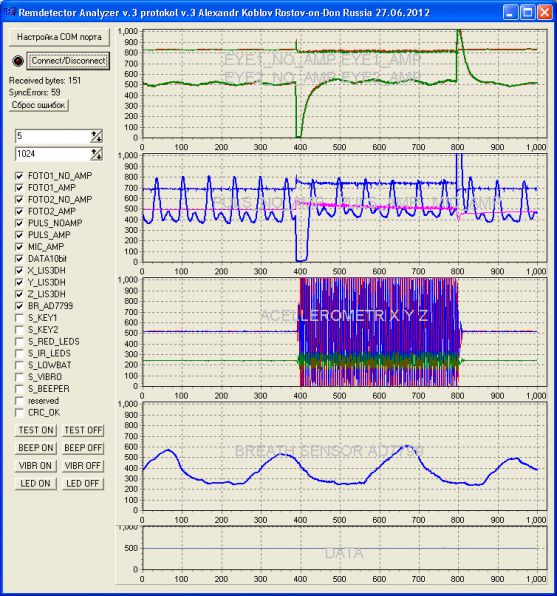 Remdetector Analyzer v.3 protokol v.3 Alexandr Koblov Rostov-on-Don Russia 27.06.2012
Настройка COM порта
Connect/Disconnect
Received bytes: 151
SyncErrors: 59
Сброс ошибок
5
1024
FOTO1_NO_AMP
FOTO1_AMP
FOTO2_NO_AMP
FOTO2_AMP
PULS_NOAMP
PULS_AMP
MIC_AMP
DATA10bit
X_LIS3DH
Y_LIS3DH
Z_LIS3DH
BR_AD7799
S_KEY1
S_KEY2
S_RED_LEDS
S_IR_LEDS
S_LOWBAT
S_VIBRO
S_BEEPER
reserved
CRC_OK
TEST ON TEST OFF
BEEP ON BEEP OFF
VIBR ON VIBR OFF
LED ON LED OFF
EYE1_NO_AMP EYE1_AMP
EYE2_NO_AMP EYE2_AMP
1,000
900
800
700
600
500
400
300
200
100
0
0 100 200 300 400 500 600 700 800 900 1,000
1,000
900
800
700
600
500
400
300
200
100
0
0 100 200 300 400 500 600 700 800 900 1,000
ACELLEROMETR X Y Z
1,000
900
800
700
600
500
400
300
200
100
0
0 100 200 300 400 500 600 700 800 900 1,000
BREATH SENSOR AD7799
1,000
900
800
700
600
500
400
300
200
100
0
0 100 200 300 400 500 600 700 800 900 1,000
DATA
1,000
500
0
0 100 200 300 400 500 600 700 800 900 1,000